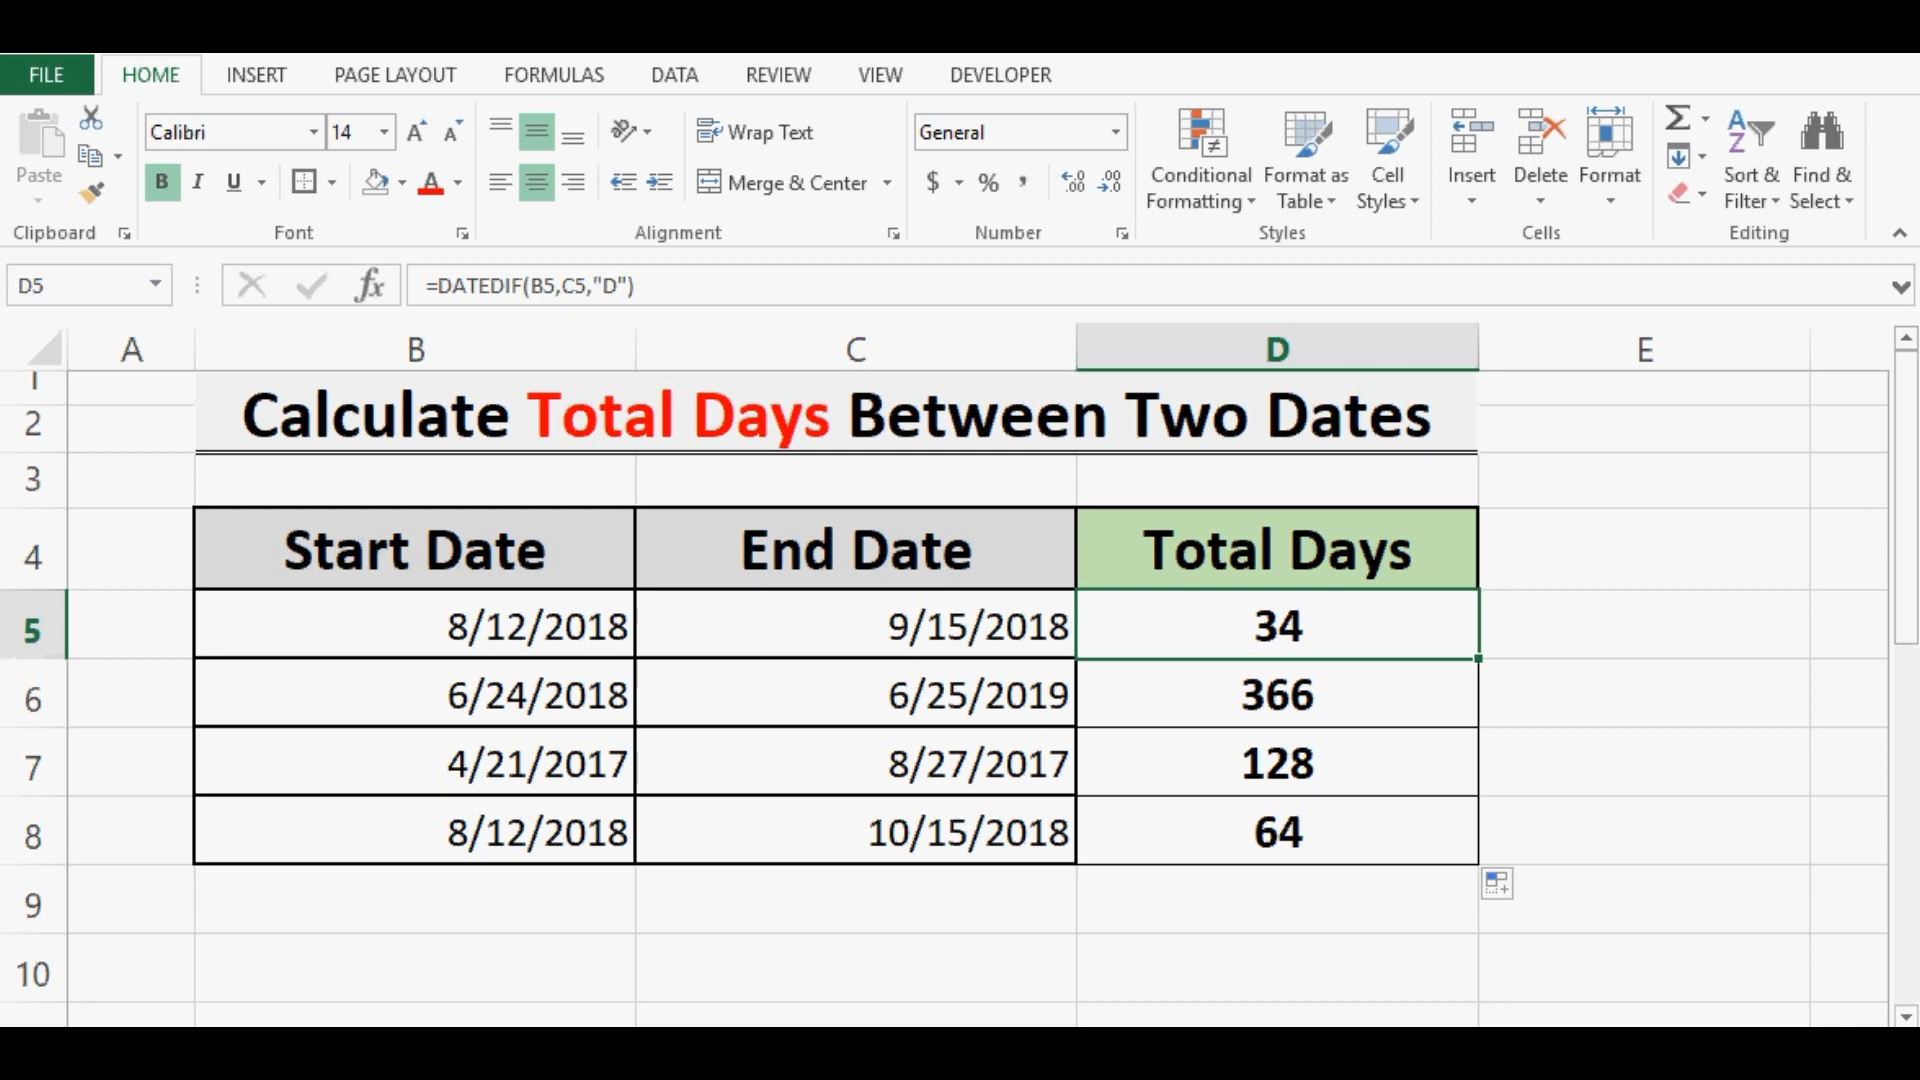 FILE HOME INSERT PAGE LAYOUT FORMULAS DATA REVIEW VIEW DEVELOPER
Calibri 14 A A Wrap Text General
Paste B I U A Merge & Center $ % , .00 .00
Conditional Formatting Format as Table Cell Styles Insert Delete Format Σ A Z Sort & Filter Find & Select
Clipboard Font Alignment Number Styles Cells Editing
D5 fx =DATEDIF(B5,C5,"D")
A B C D E
1
2 Calculate Total Days Between Two Dates
3
4 Start Date End Date Total Days
5 8/12/2018 9/15/2018 34
6 6/24/2018 6/25/2019 366
7 4/21/2017 8/27/2017 128
8 8/12/2018 10/15/2018 64
9
10